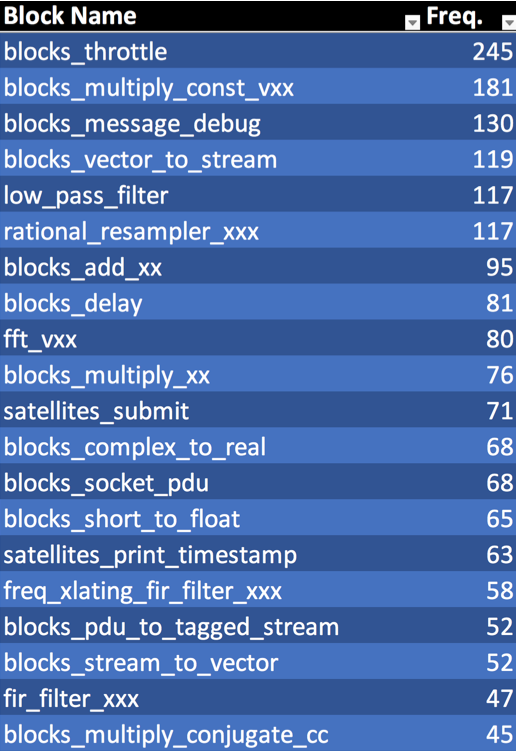 Block Name Freq.
blocks_throttle 245
blocks_multiply_const_vxx 181
blocks_message_debug 130
blocks_vector_to_stream 119
low_pass_filter 117
rational_resampler_xxx 117
blocks_add_xx 95
blocks_delay 81
fft_vxx 80
blocks_multiply_xx 76
satellites_submit 71
blocks_complex_to_real 68
blocks_socket_pdu 68
blocks_short_to_float 65
satellites_print_timestamp 63
freq_xlating_fir_filter_xxx 58
blocks_pdu_to_tagged_stream 52
blocks_stream_to_vector 52
fir_filter_xxx 47
blocks_multiply_conjugate_cc 45